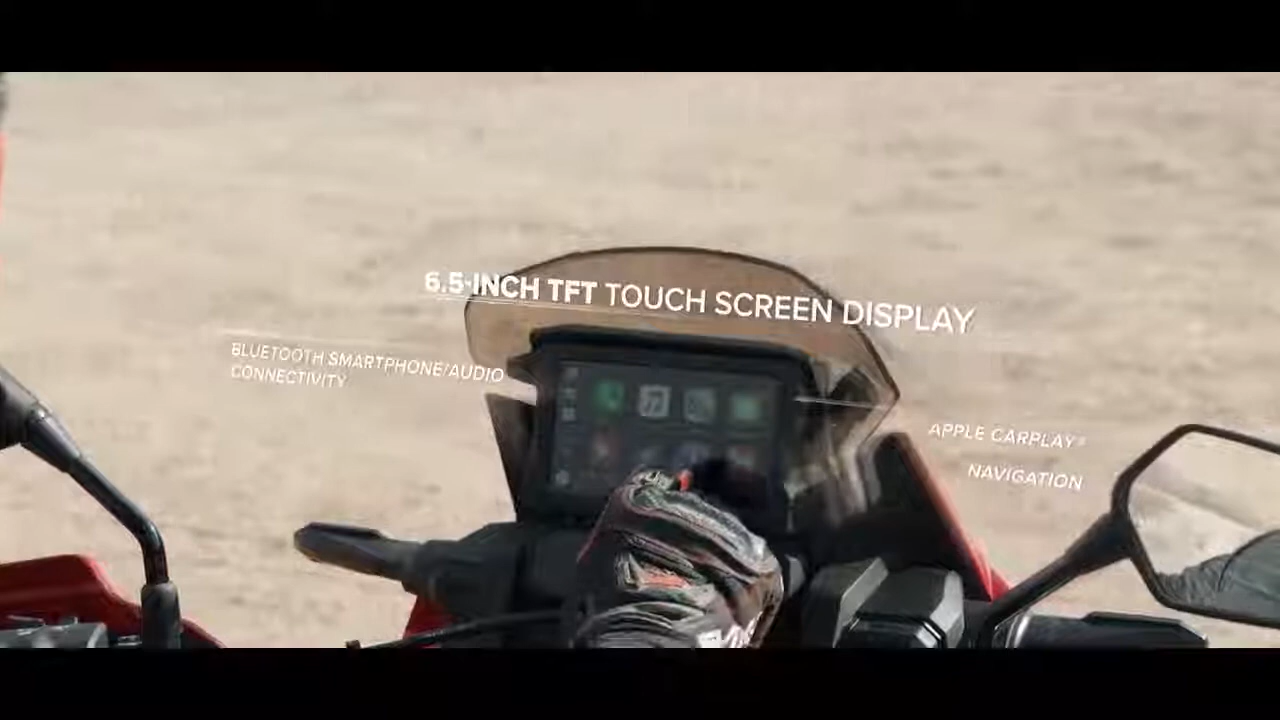 6.5-INCH TFT TOUCH SCREEN DISPLAY
BLUETOOTH SMARTPHONE/AUDIO
CONNECTIVITY
APPLE CARPLAY®
NAVIGATION